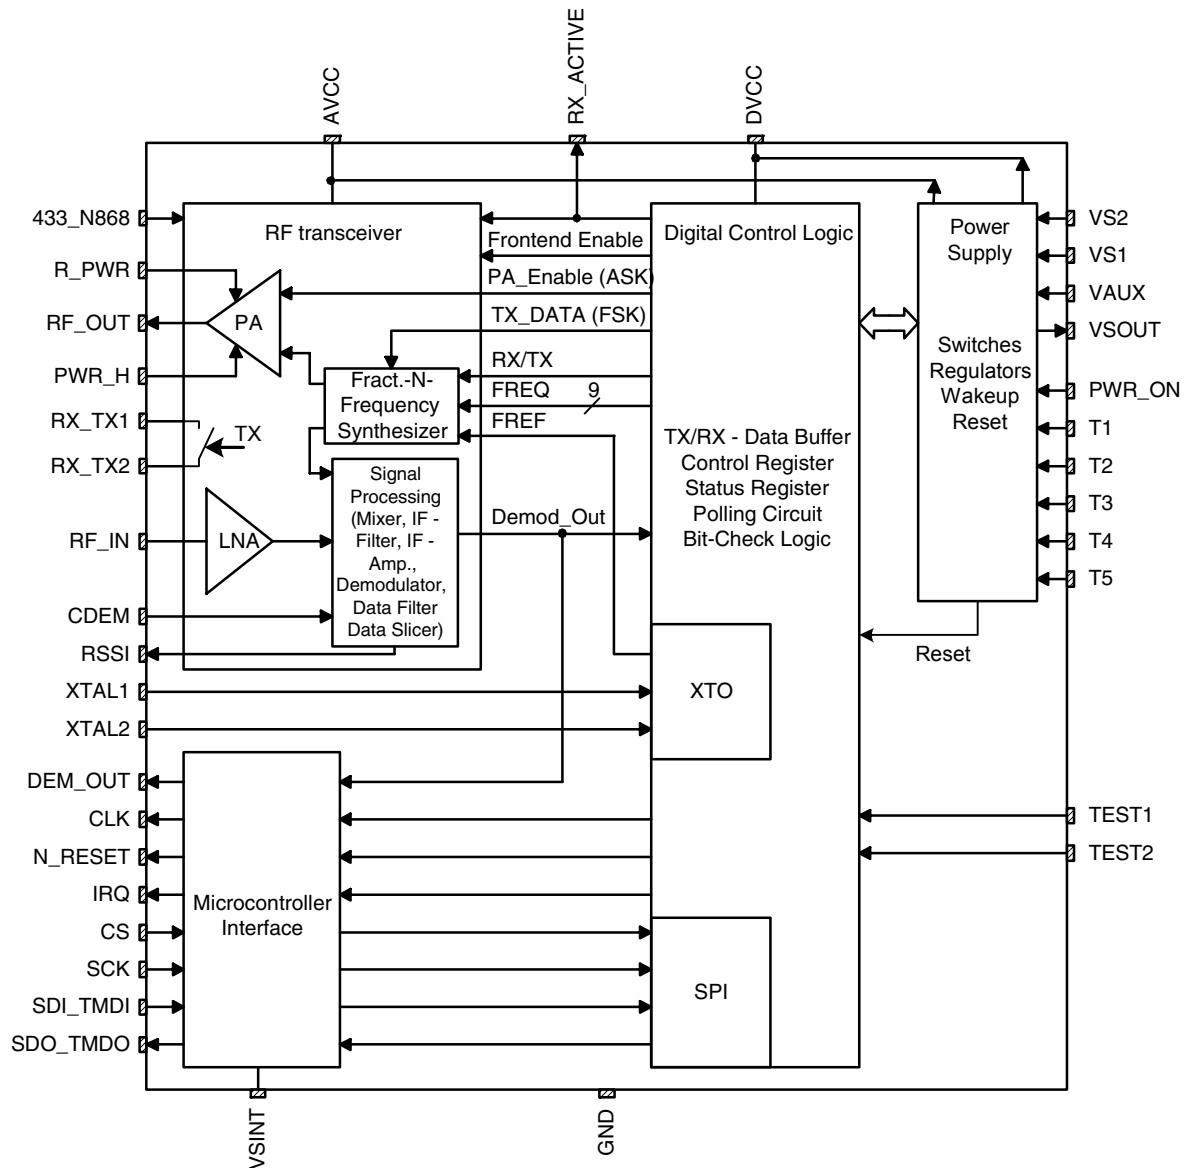 AVCC
RX_ACTIVE
DVCC
433_N868
R_PWR
RF_OUT
PWR_H
RX_TX1
RX_TX2
RF_IN
CDEM
RSSI
XTAL1
XTAL2
DEM_OUT
CLK
N_RESET
IRQ
CS
SCK
SDI_TMDI
SDO_TMDO
RF transceiver
PA
TX
LNA
Fract.-N-
Frequency
Synthesizer
Signal
Processing
(Mixer, IF -
Filter, IF -
Amp.,
Demodulator,
Data Filter
Data Slicer)
Frontend Enable
PA_Enable (ASK)
TX_DATA (FSK)
RX/TX
FREQ
9
FREF
Demod_Out
Digital Control Logic
TX/RX - Data Buffer
Control Register
Status Register
Polling Circuit
Bit-Check Logic
XTO
SPI
Microcontroller
Interface
Power
Supply
Switches
Regulators
Wakeup
Reset
Reset
VS2
VS1
VAUX
VSOUT
PWR_ON
T1
T2
T3
T4
T5
TEST1
TEST2
VSINT
GND